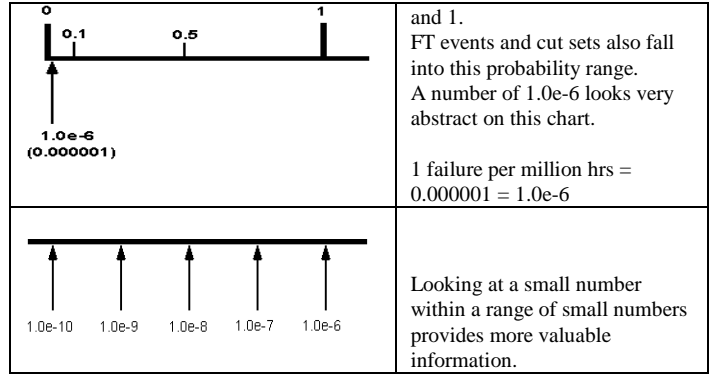 0 1
0.1 0.5
1.0e-6
(0.000001)
and 1.
FT events and cut sets also fall
into this probability range.
A number of 1.0e-6 looks very
abstract on this chart.
1 failure per million hrs =
0.000001 = 1.0e-6
1.0e-10 1.0e-9 1.0e-8 1.0e-7 1.0e-6
Looking at a small number
within a range of small numbers
provides more valuable
information.